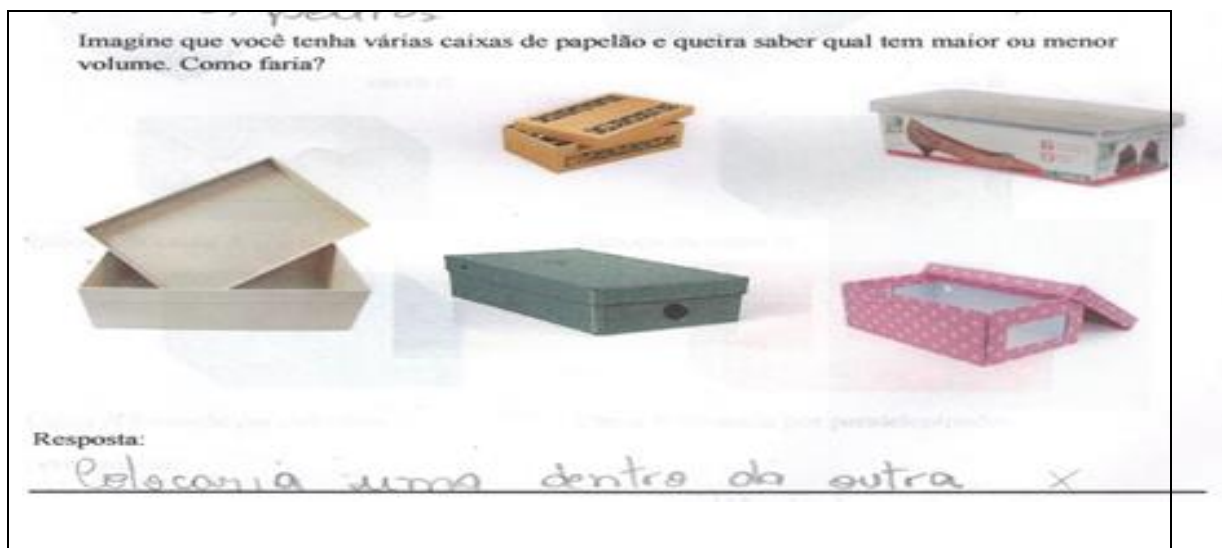 Imagine que você tenha várias caixas de papelão e queira saber qual tem maior ou menor
volume. Como faria?
Resposta:
Colocaria uma dentro da outra X